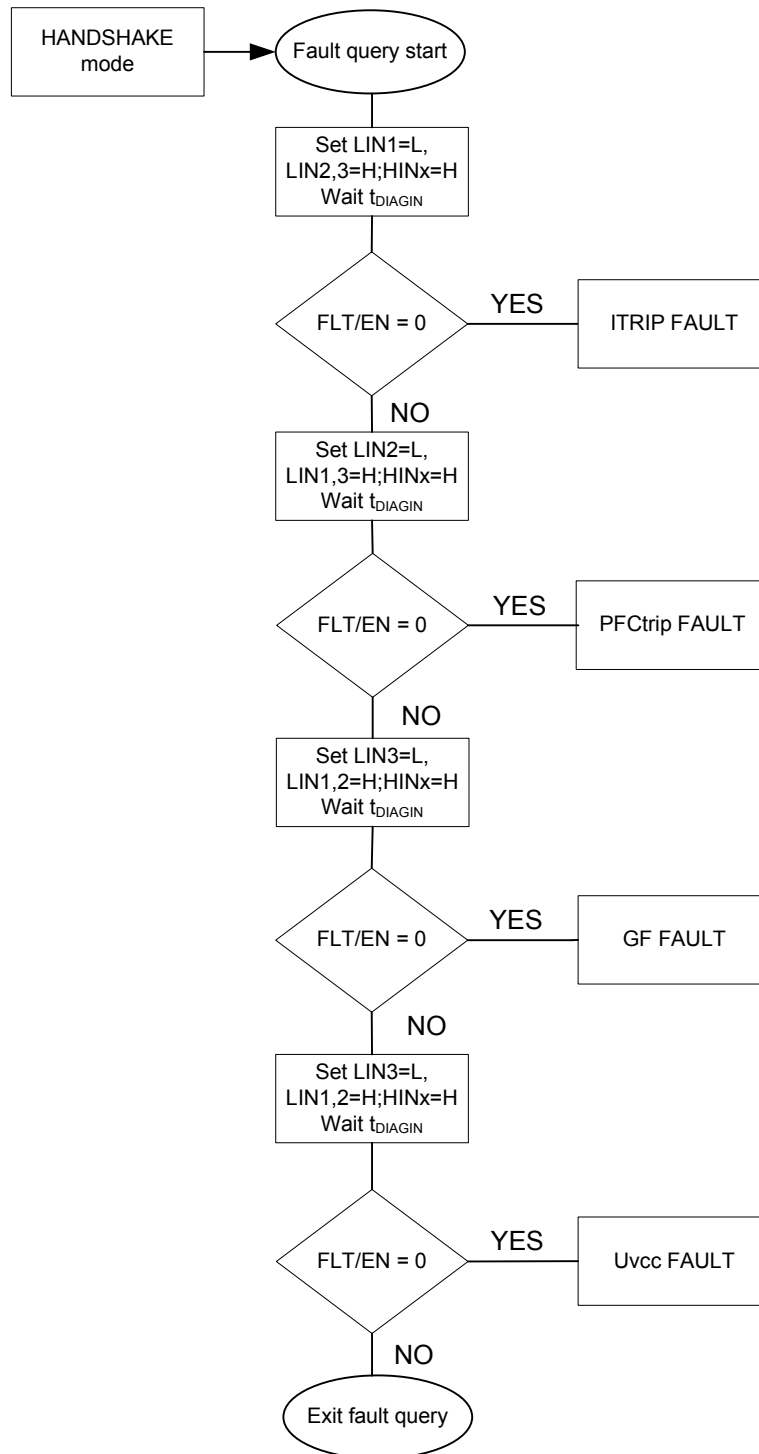 HANDSHAKE
mode
Fault query start
Set LIN1=L,
LIN2,3=H;HINx=H
Wait tDIAGIN
FLT/EN = 0
YES
ITRIP FAULT
NO
Set LIN2=L,
LIN1,3=H;HINx=H
Wait tDIAGIN
FLT/EN = 0
YES
PFCtrip FAULT
NO
Set LIN3=L,
LIN1,2=H;HINx=H
Wait tDIAGIN
FLT/EN = 0
YES
GF FAULT
NO
Set LIN3=L,
LIN1,2=H;HINx=H
Wait tDIAGIN
FLT/EN = 0
YES
Uvcc FAULT
NO
Exit fault query